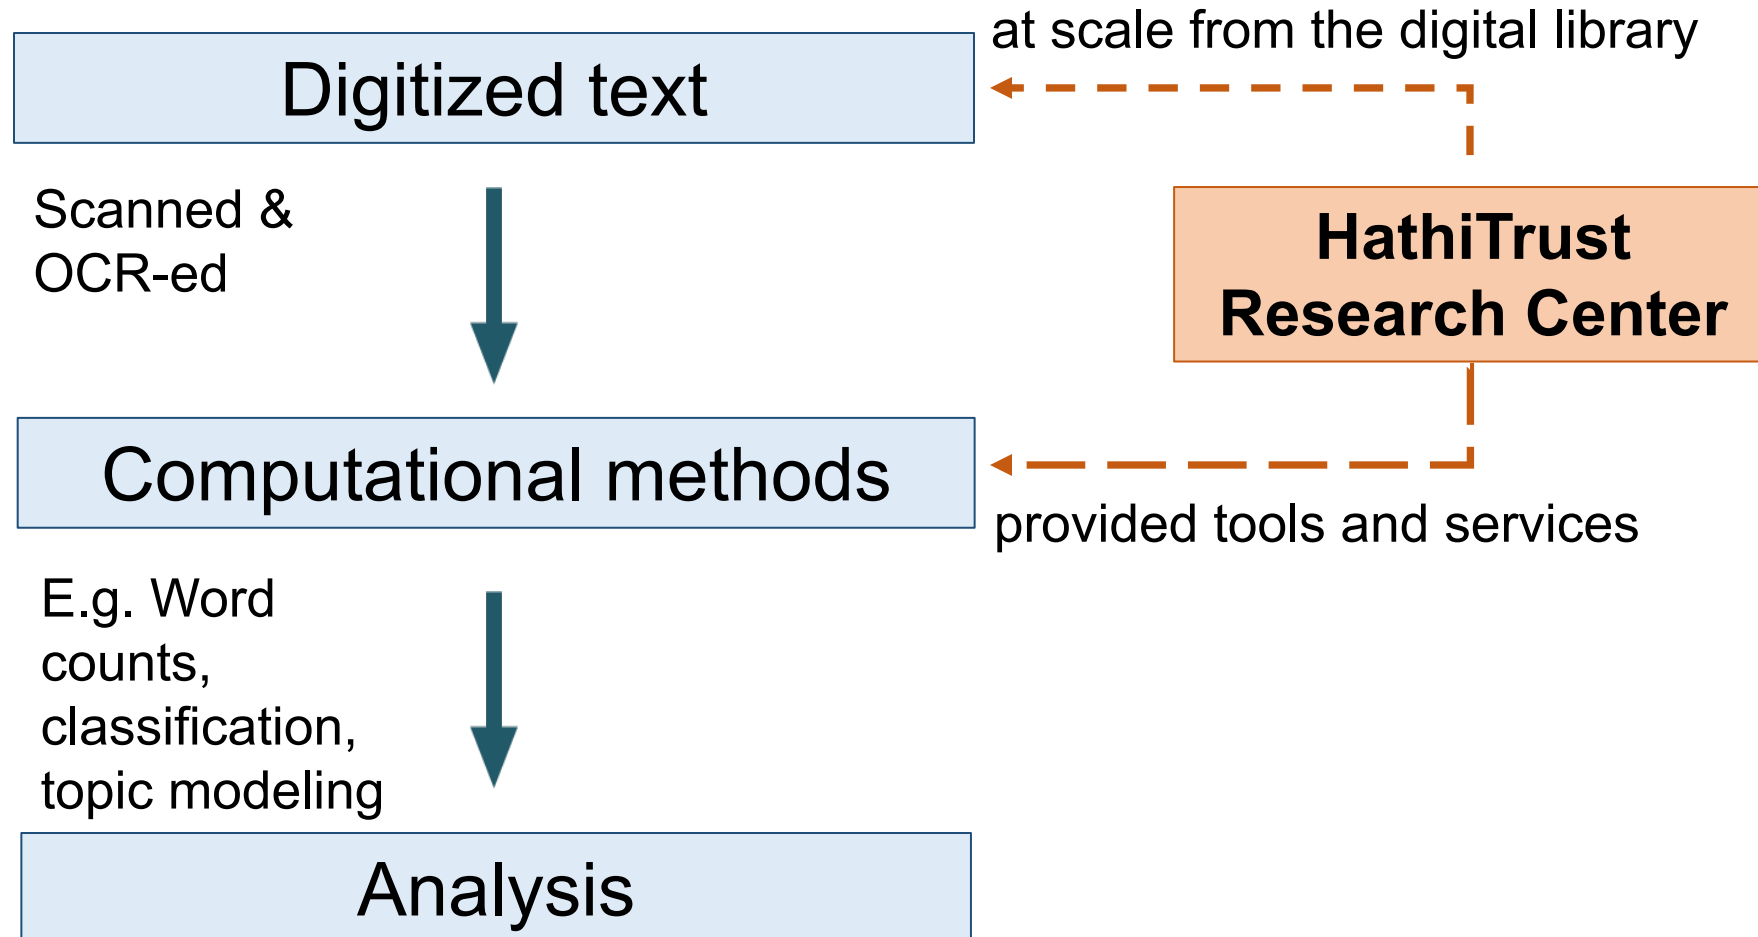 at scale from the digital library
Digitized text
Scanned &
OCR-ed
HathiTrust
Research Center
Computational methods
provided tools and services
E.g. Word
counts,
classification,
topic modeling
Analysis